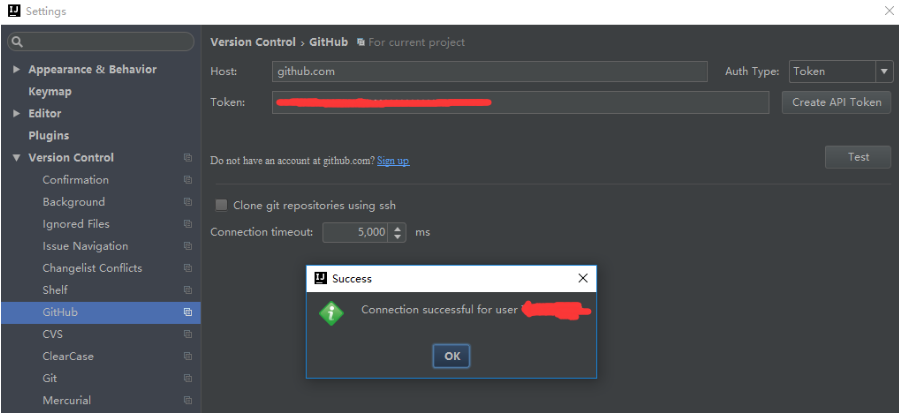 Settings
Version Control › GitHub For current project
Appearance & Behavior
Keymap
Editor
Plugins
Version Control
Confirmation
Background
Ignored Files
Issue Navigation
Changelist Conflicts
Shelf
GitHub
CVS
ClearCase
Git
Mercurial
Host: github.com Auth Type: Token
Token: Create API Token
Do not have an account at github.com? Sign up
Test
Clone git repositories using ssh
Connection timeout: 5,000 ms
Success
Connection successful for user
OK